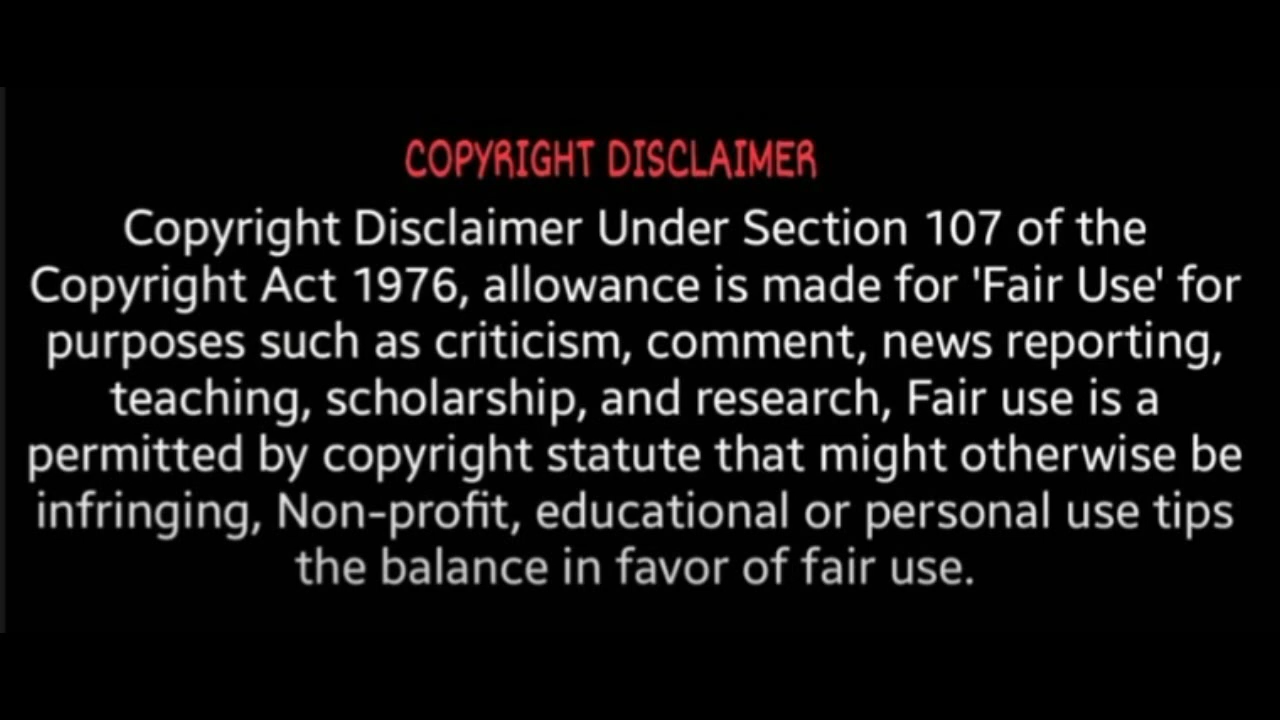 COPYRIGHT DISCLAIMER
Copyright Disclaimer Under Section 107 of the
Copyright Act 1976, allowance is made for 'Fair Use' for
purposes such as criticism, comment, news reporting,
teaching, scholarship, and research, Fair use is a
permitted by copyright statute that might otherwise be
infringing, Non-profit, educational or personal use tips
the balance in favor of fair use.